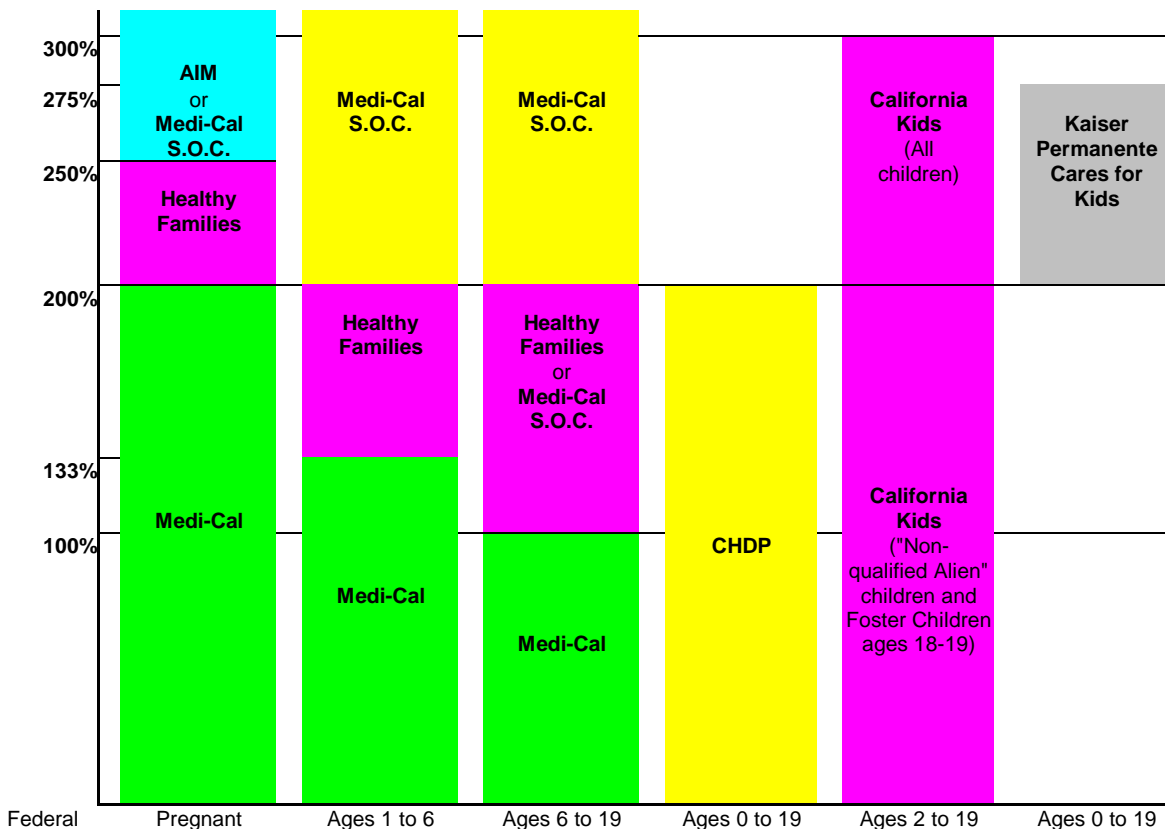 300%
275%
250%
200%
133%
100%
AIM
or
Medi-Cal
S.O.C.
Healthy
Families
Medi-Cal
Medi-Cal
S.O.C.
Healthy
Families
Medi-Cal
Medi-Cal
S.O.C.
Healthy
Families
or
Medi-Cal
S.O.C.
Medi-Cal
CHDP
California
Kids
(All
children)
California
Kids
("Non-
qualified Alien"
children and
Foster Children
ages 18-19)
Kaiser
Permanente
Cares for
Kids
Federal Pregnant Ages 1 to 6 Ages 6 to 19 Ages 0 to 19 Ages 2 to 19 Ages 0 to 19